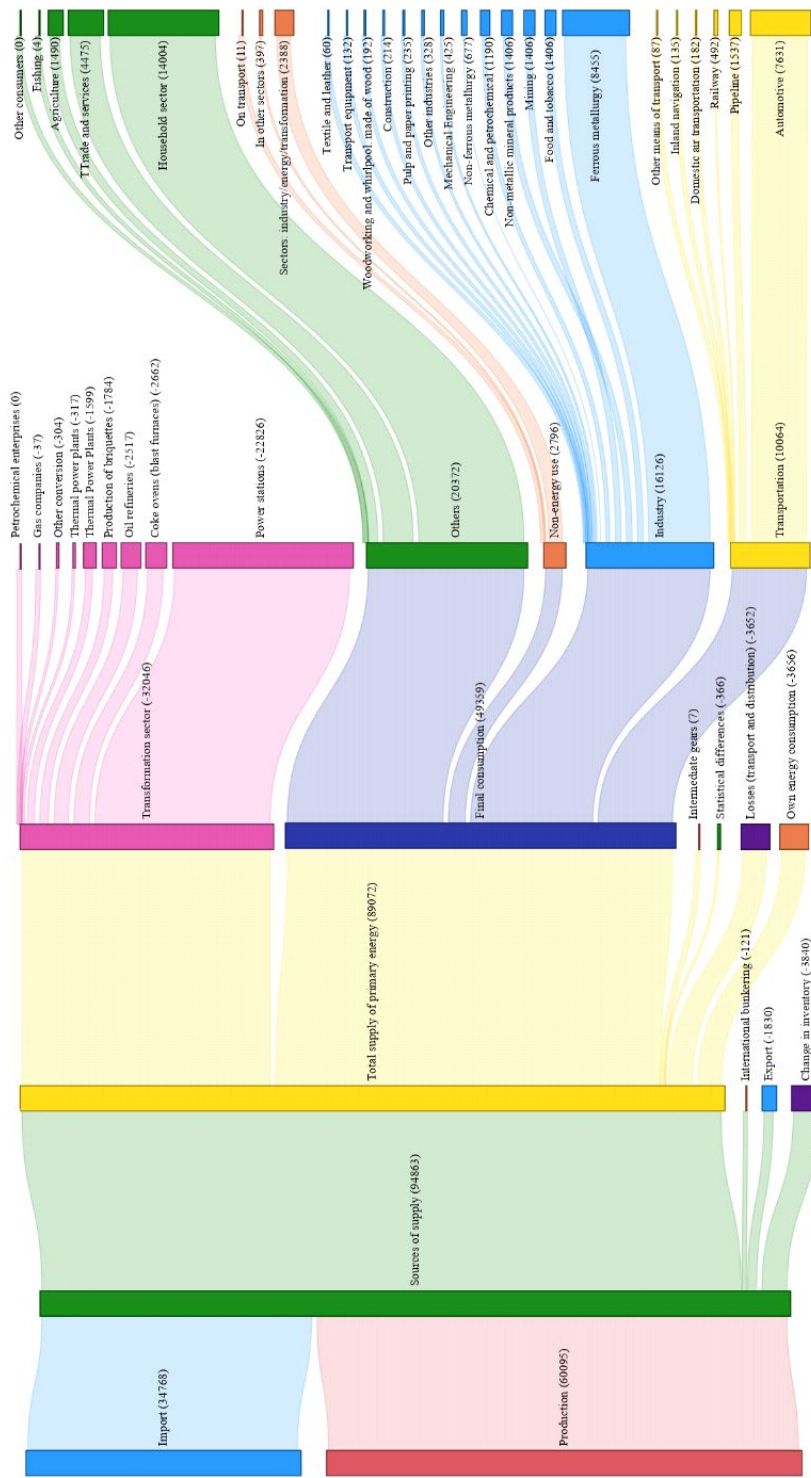 Import (34768)
Production (60095)
Sources of supply (94863)
Total supply of primary energy (89072)
International bunkering (-121)
Export (-1830)
Change in inventory (-3840)
Transformation sector (-32046)
Final consumption (49359)
Intermediate gears (7)
Statistical differences (-366)
Losses (transport and distribution) (-3652)
Own energy consumption (-3656)
Petrochemical enterprises (0)
Gas companies (-37)
Other conversion (-304)
Thermal power plants (-317)
Thermal Power Plants (-1599)
Production of briquettes (-1784)
Oil refineries (-2517)
Coke ovens (blast furnaces) (-2662)
Power stations (-22826)
Others (20372)
Non-energy use (2796)
Industry (16126)
Transportation (10064)
Other consumers (0)
Fishing (4)
Agriculture (1490)
TTrade and services (4475)
Household sector (14004)
On transport (11)
In other sectors (397)
Sectors: industry/energy/transformation (2388)
Textile and leather (60)
Transport equpment (132)
Woodworking and whirlpool. made of wood (192)
Construction (214)
Pulp and paper printing (235)
Other industries (328)
Mechanical Engineering (425)
Non-ferrous metallurgy (677)
Chemical and petrochemical (1190)
Non-metallic mineral products (1406)
Mining (1406)
Food and tobacco (1406)
Ferrous metallurgy (8455)
Other means of transport (87)
Inland navigation (135)
Domestic air transportation (182)
Railway (492)
Pipeline (1537)
Automotive (7631)